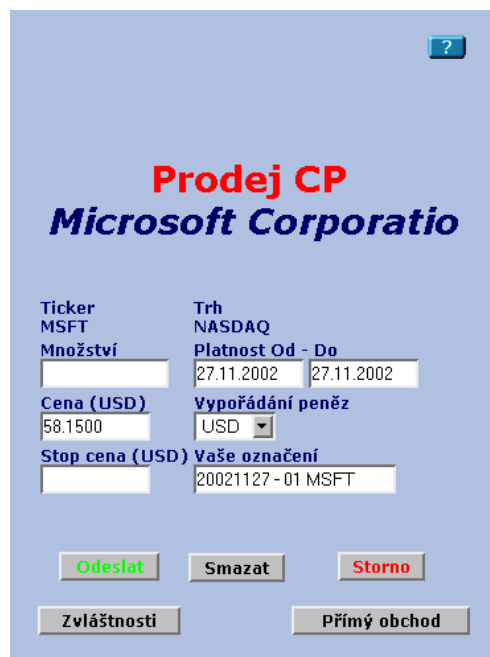 ?
Prodej CP
Microsoft Corporatio
Ticker Trh
MSFT NASDAQ
Množství Platnost Od - Do
27.11.2002 27.11.2002
Cena (USD) Vypořádání peněz
58.1500 USD
Stop cena (USD) Vaše označení
20021127 - 01 MSFT
Odeslat Smazat Storno
Zvláštnosti Přímý obchod